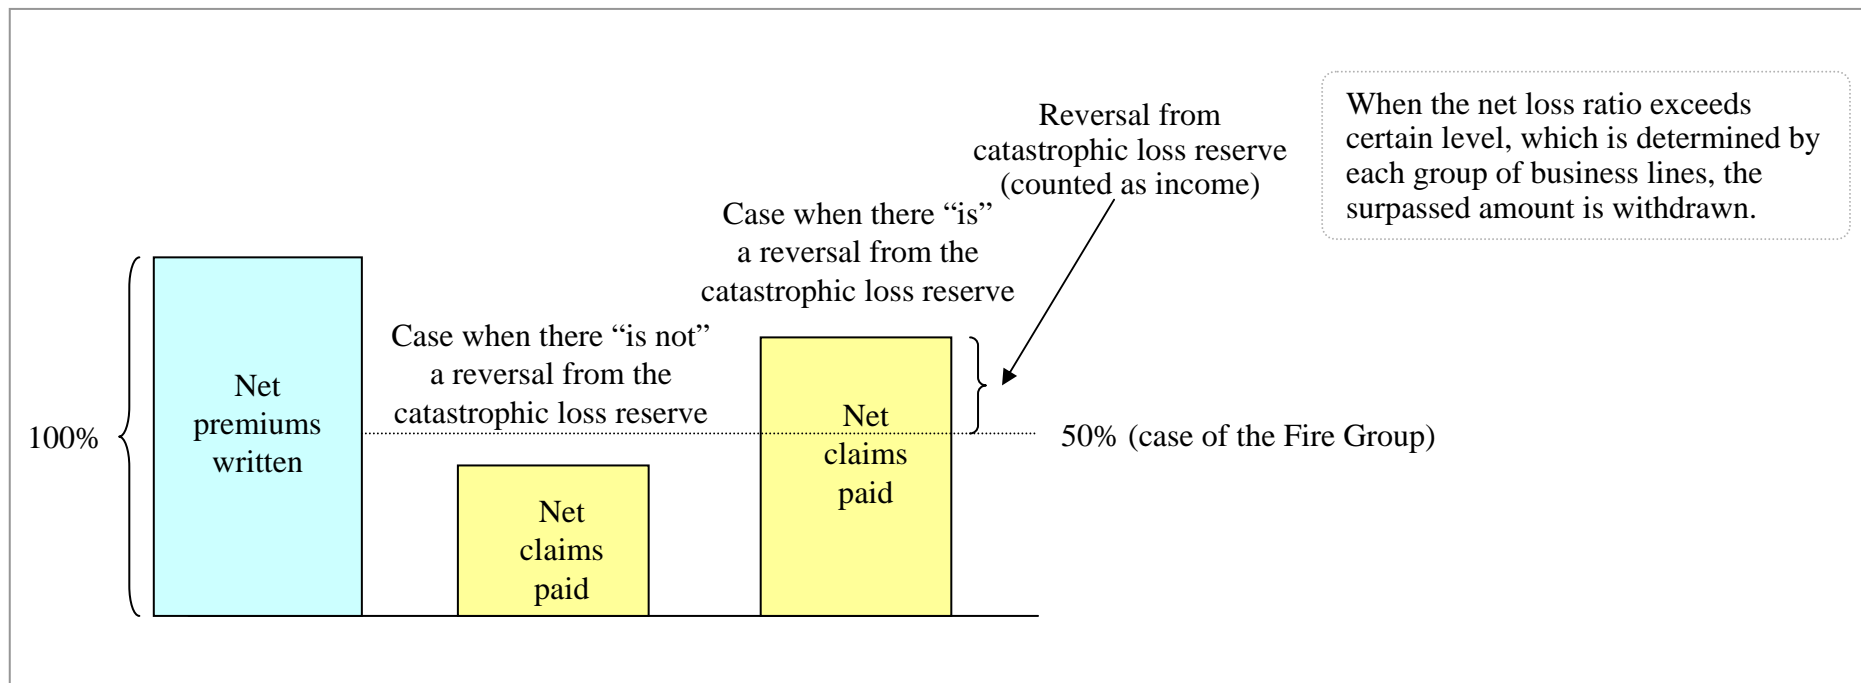 Reversal from
catastrophic loss reserve
(counted as income)
When the net loss ratio exceeds
certain level, which is determined by
each group of business lines, the
surpassed amount is withdrawn.
Case when there “is”
a reversal from the
catastrophic loss reserve
Case when there “is not”
a reversal from the
catastrophic loss reserve
100%
Net
premiums
written
Net
claims
paid
Net
claims
paid
50% (case of the Fire Group)